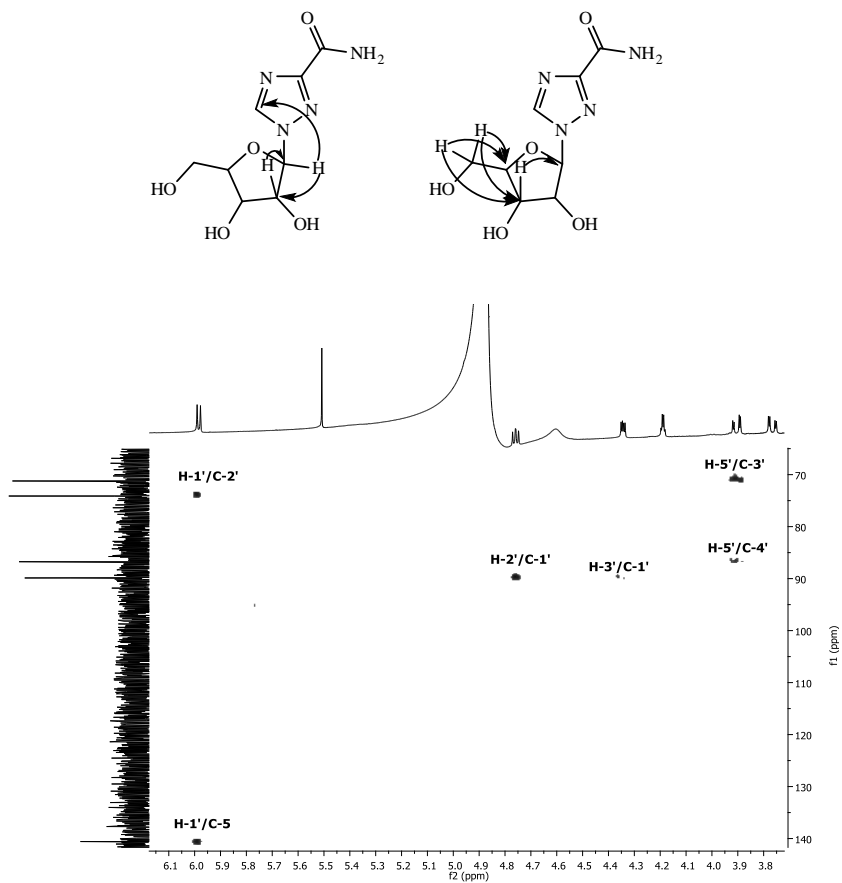 O
NH2
N
N
N
O
H
H
HO
HO
OH
O
NH2
N
N
N
H
H
O
H
HO
HO
OH
H-1'/C-2'
H-5'/C-3'
H-2'/C-1'
H-3'/C-1'
H-5'/C-4'
H-1'/C-5
70
80
90
100
110
120
130
140
f1 (ppm)
6.1 6.0 5.9 5.8 5.7 5.6 5.5 5.4 5.3 5.2 5.1 5.0 4.9 4.8 4.7 4.6 4.5 4.4 4.3 4.2 4.1 4.0 3.9 3.8
f2 (ppm)